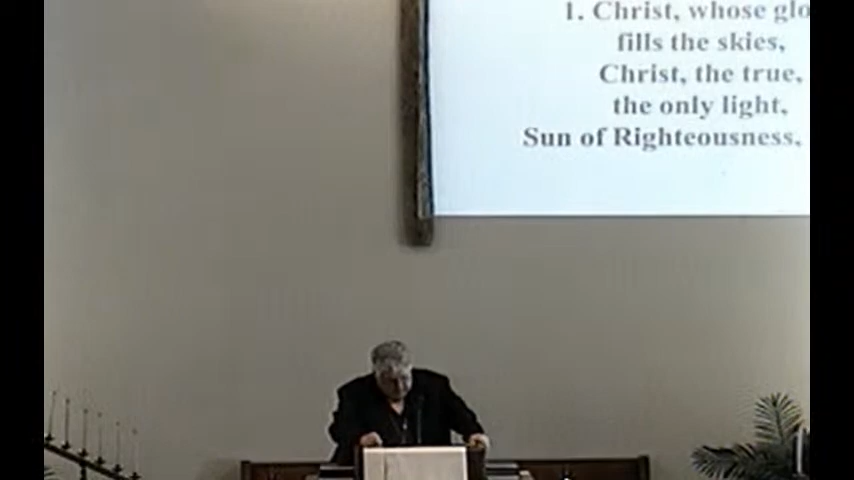 1. Christ, whose glo
fills the skies,
Christ, the true,
the only light,
Sun of Righteousness,